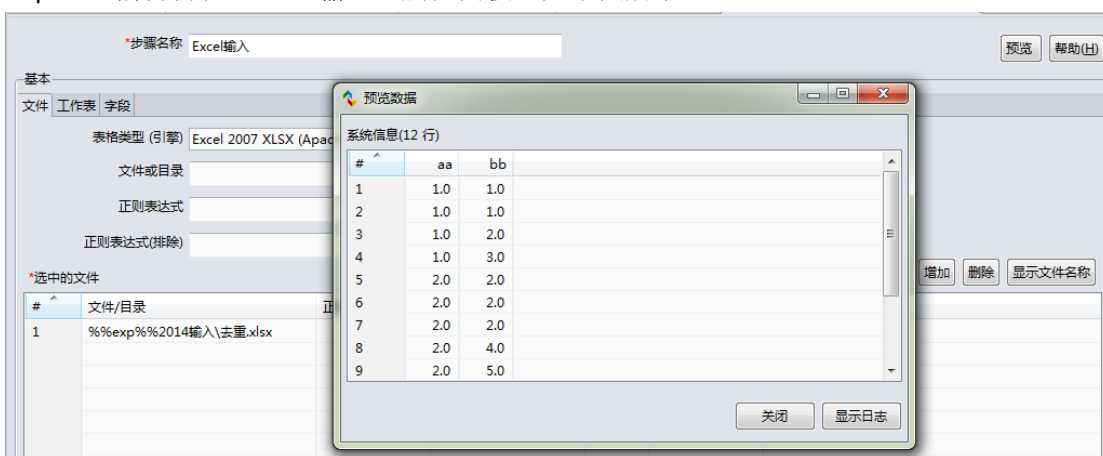 *步骤名称 Excel输入 预览 帮助(H)
基本
文件 工作表 字段
表格类型 (引擎) Excel 2007 XLSX (Apac
文件或目录
正则表达式
正则表达式(排除)
*选中的文件 增加 删除 显示文件名称
# 文件/目录 正
1 %%exp%%2014输入\去重.xlsx
预览数据
系统信息(12 行)
# aa bb
1 1.0 1.0
2 1.0 1.0
3 1.0 2.0
4 1.0 3.0
5 2.0 2.0
6 2.0 2.0
7 2.0 2.0
8 2.0 4.0
9 2.0 5.0
关闭 显示日志